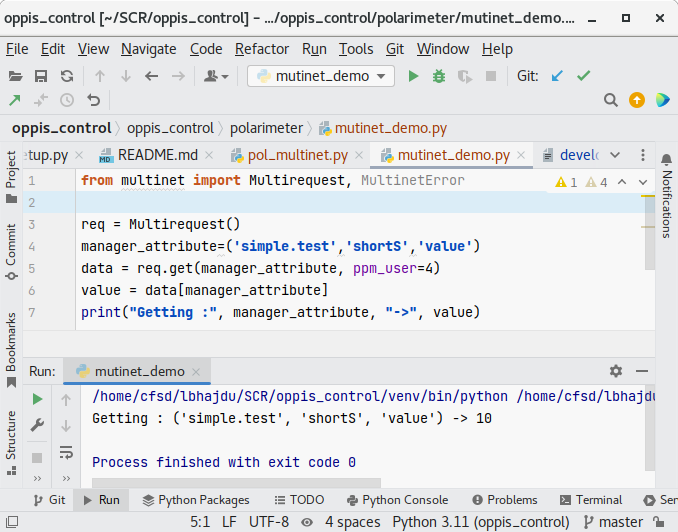 oppis_control [~/SCR/oppis_control] – .../oppis_control/polarimeter/mutinet_demo....
File Edit View Navigate Code Refactor Run Tools Git Window Help
mutinet_demo Git:
oppis_control oppis_control polarimeter mutinet_demo.py
etup.py README.md pol_multinet.py mutinet_demo.py develo
Project
Commit
Bookmarks
Structure
Notifications
1 from multinet import Multirequest, MultinetError 1 4
2
3 req = Multirequest()
4 manager_attribute=('simple.test','shortS','value')
5 data = req.get(manager_attribute, ppm_user=4)
6 value = data[manager_attribute]
7 print("Getting :", manager_attribute, "->", value)
Run: mutinet_demo
/home/cfsd/lbhajdu/SCR/oppis_control/venv/bin/python /home/cfsd/lbhajdu
Getting : ('simple.test', 'shortS', 'value') -> 10
Process finished with exit code 0
Git Run Python Packages TODO Python Console Problems Terminal Ser
5:1 LF UTF-8 4 spaces Python 3.11 (oppis_control) master